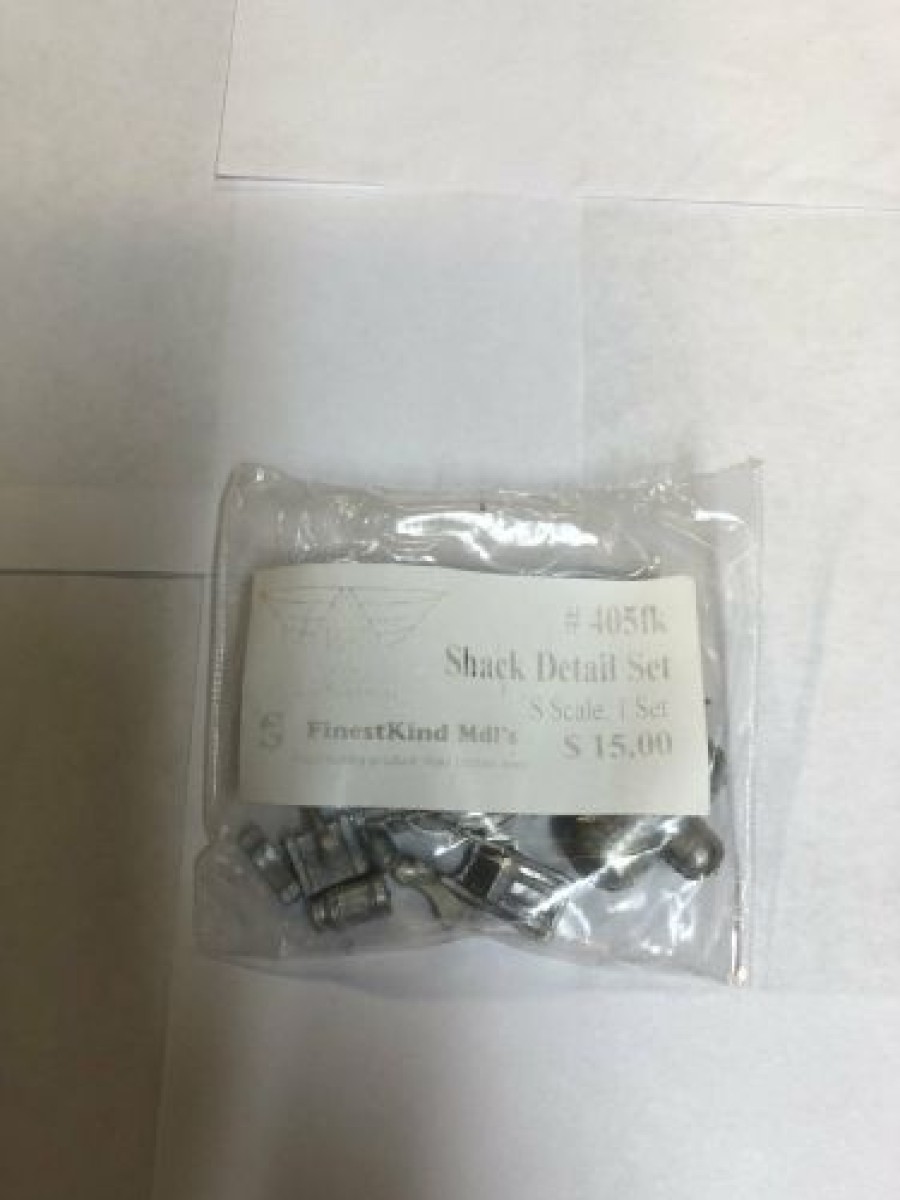 # 405fk
Shack Detail Set
S Scale, 1 Set
S FinestKind Mdl's
$ 15.00